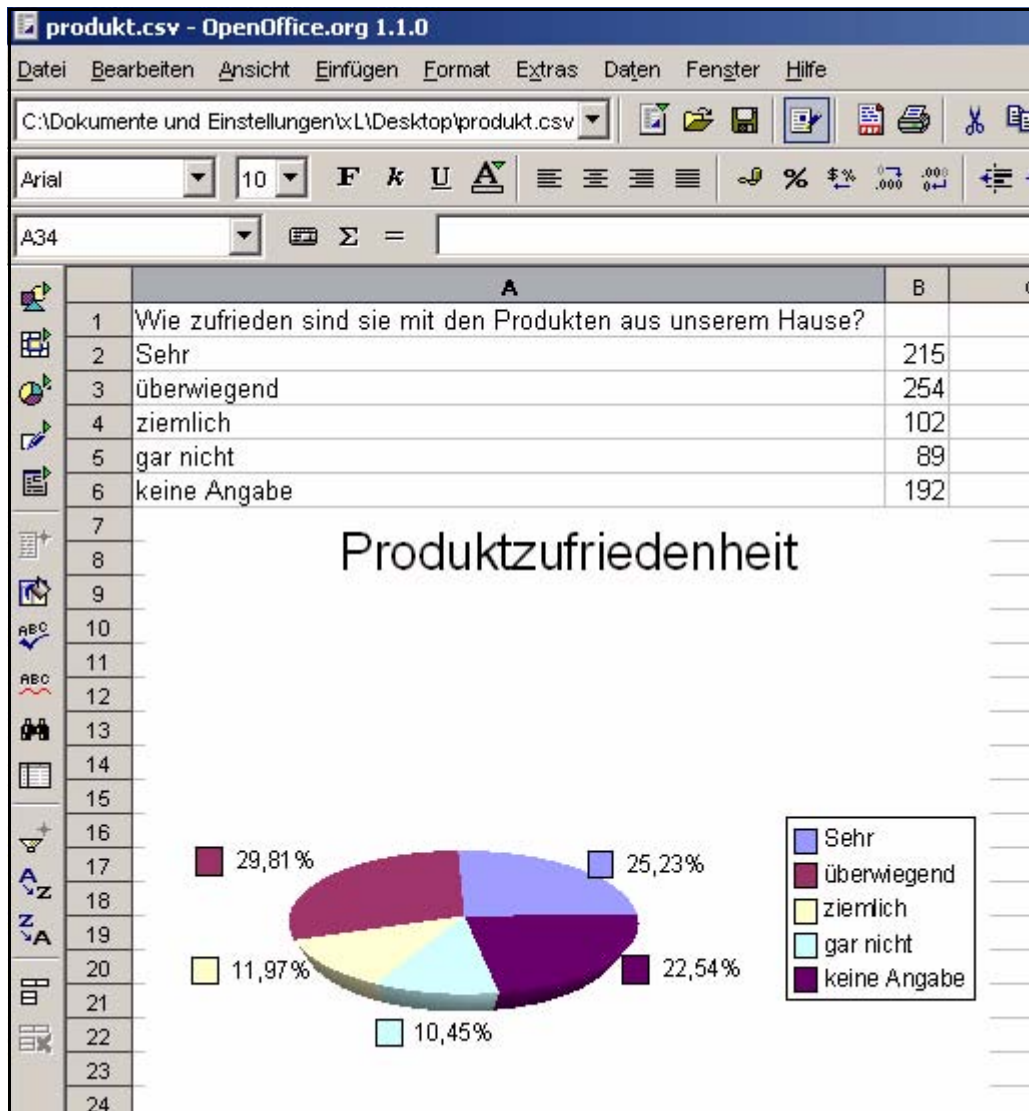 produkt.csv - OpenOffice.org 1.1.0
Datei Bearbeiten Ansicht Einfügen Format Extras Daten Fenster Hilfe
C:\Dokumente und Einstellungen\xL\Desktop\produkt.csv
Arial 10 F k U A % $% .000 .000
A34 Σ =
A B
1 Wie zufrieden sind sie mit den Produkten aus unserem Hause?
2 Sehr 215
3 überwiegend 254
4 ziemlich 102
5 gar nicht 89
6 keine Angabe 192
7
Produktzufriedenheit
8
9
10
11
12
13
14
15
16 Sehr
17 29,81% 25,23% überwiegend
18 ziemlich
19 gar nicht
20 11,97% 22,54% keine Angabe
21
22 10,45%
23
24
ABC
ABC
A Z
Z A